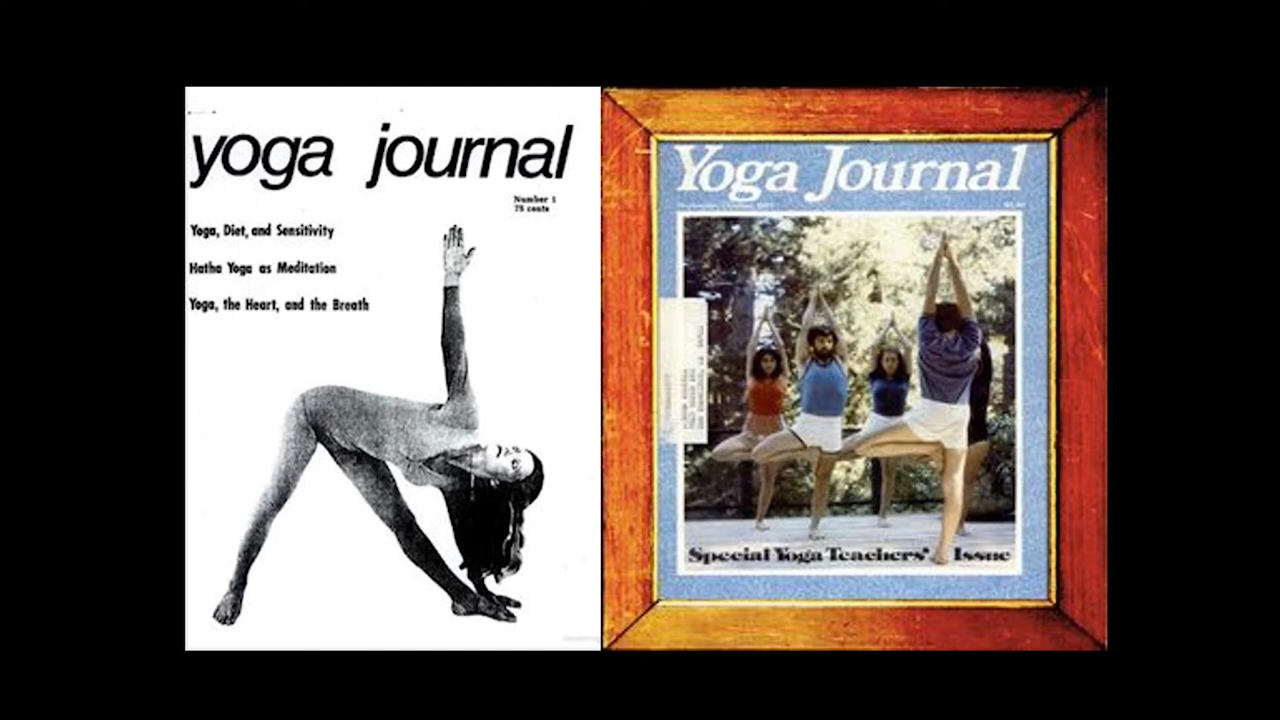 yoga journal
Number 1
75 cents
Yoga, Diet, and Sensitivity
Hatha Yoga as Meditation
Yoga, the Heart, and the Breath
Yoga Journal
Special Yoga Teachers' Issue